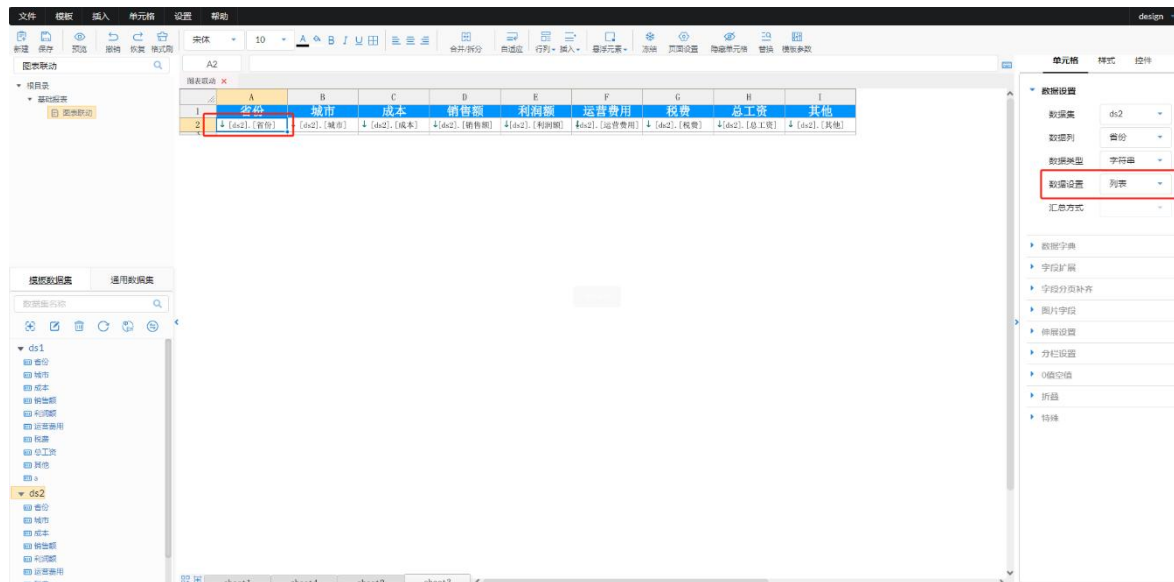 文件 模板 插入 单元格 设置 帮助 design
新建 保存 预览 撤销 恢复 格式刷 宋体 10 A B I U 合并/拆分 自适应 行列 插入 悬浮元素 冻结 页面设置 隐藏单元格 替换 模板参数
图表联动 A2 单元格 样式 控件
图表联动 ×
根目录
基础报表
图表联动
A B C D E F G H I
1 省份 城市 成本 销售额 利润额 运营费用 税费 总工资 其他
2 [ds2].[省份] [ds2].[城市] [ds2].[成本] [ds2].[销售额] [ds2].[利润额] [ds2].[运营费用] [ds2].[税费] [ds2].[总工资] [ds2].[其他]
数据设置
数据集 ds2
数据列 省份
数据类型 字符串
数据设置 列表
汇总方式
数据字典
字段扩展
字段分页补齐
图片字段
伸展设置
分栏设置
0值空值
折叠
特殊
模板数据集 通用数据集
数据集名称
ds1
省份
城市
成本
销售额
利润额
运营费用
税费
总工资
其他
a
ds2
省份
城市
成本
销售额
利润额
运营费用